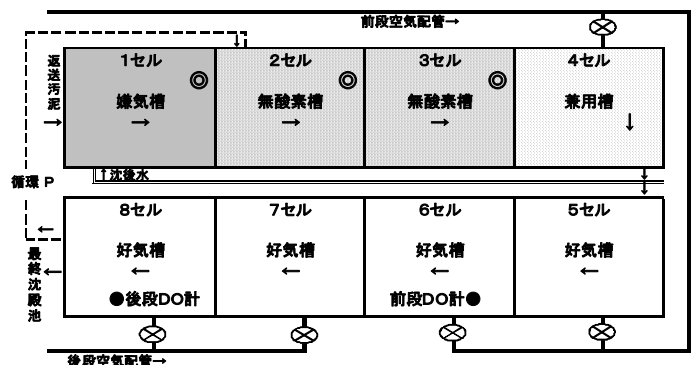 前段空気配管→
返送汚泥
1セル
2セル
3セル
4セル
嫌気槽
無酸素槽
無酸素槽
兼用槽
→
→
→
↓
→
↑沈後水
循環 P
8セル
7セル
6セル
5セル
好気槽
好気槽
好気槽
好気槽
←
←
←
←
←
←
最終沈殿池
●後段DO計
前段DO計●
後段空気配管→